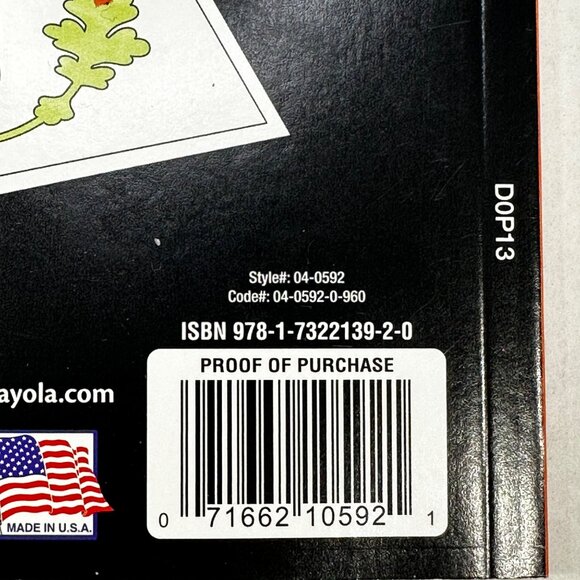 Style#: 04-0592
Code#: 04-0592-0-960
ISBN 978-1-7322139-2-0
PROOF OF PURCHASE
ayola.com
MADE IN U.S.A.
0 71662 10592 1
D0P13